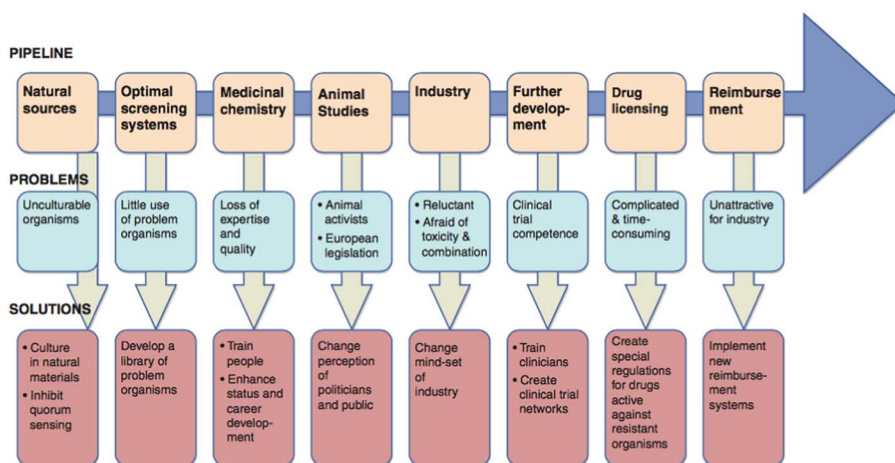 PIPELINE
Natural
sources
Optimal
screening
systems
Medicinal
chemistry
Animal
Studies
Industry
Further
develop-
ment
Drug
licensing
Reimburse
ment
PROBLEMS
Unculturable
organisms
Little use of
problem
organisms
Loss of
expertise
and
quality
• Animal
activists
• European
legislation
• Reluctant
• Afraid of
toxicity &
combination
Clinical
trial
competence
Complicated
& time-
consuming
Unattractive
for industry
SOLUTIONS
• Culture
in natural
materials
• Inhibit
quorum
sensing
Develop a
library of
problem
organisms
• Train
people
• Enhance
status and
career
develop-
ment
Change
perception
of
politicians
and public
Change
mind-set
of
industry
• Train
clinicians
• Create
clinical trial
networks
Create
special
regulations
for drugs
active
against
resistant
organisms
Implement
new
reimburse-
ment
systems